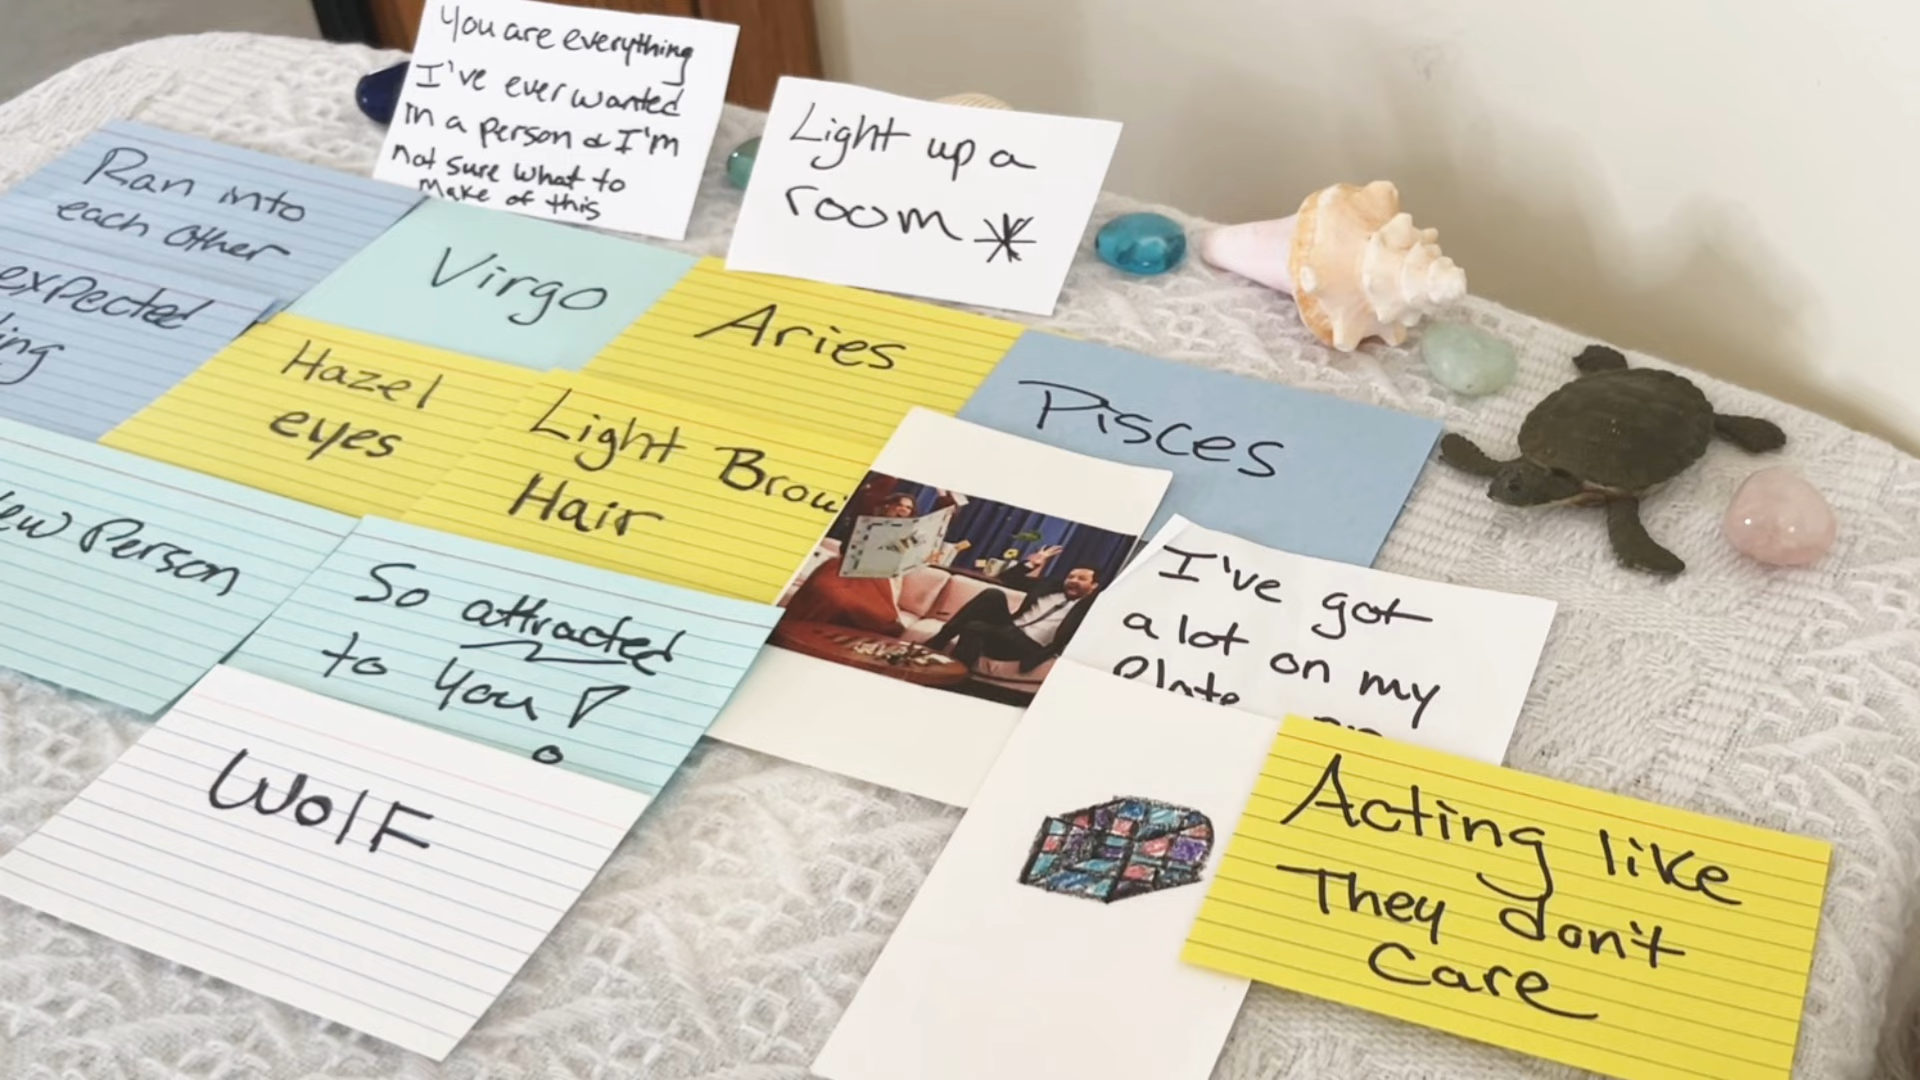 You are everything
I've ever wanted
in a person & I'm
not sure what to
make of this
Light up a
room *
Ran into
each other
expected
Virgo
Aries
Pisces
Hazel
eyes
Light Brow
Hair
Person
So attracted
to you!
I've got
a lot on my
Plate
Wolf
Acting like
They don't
Care